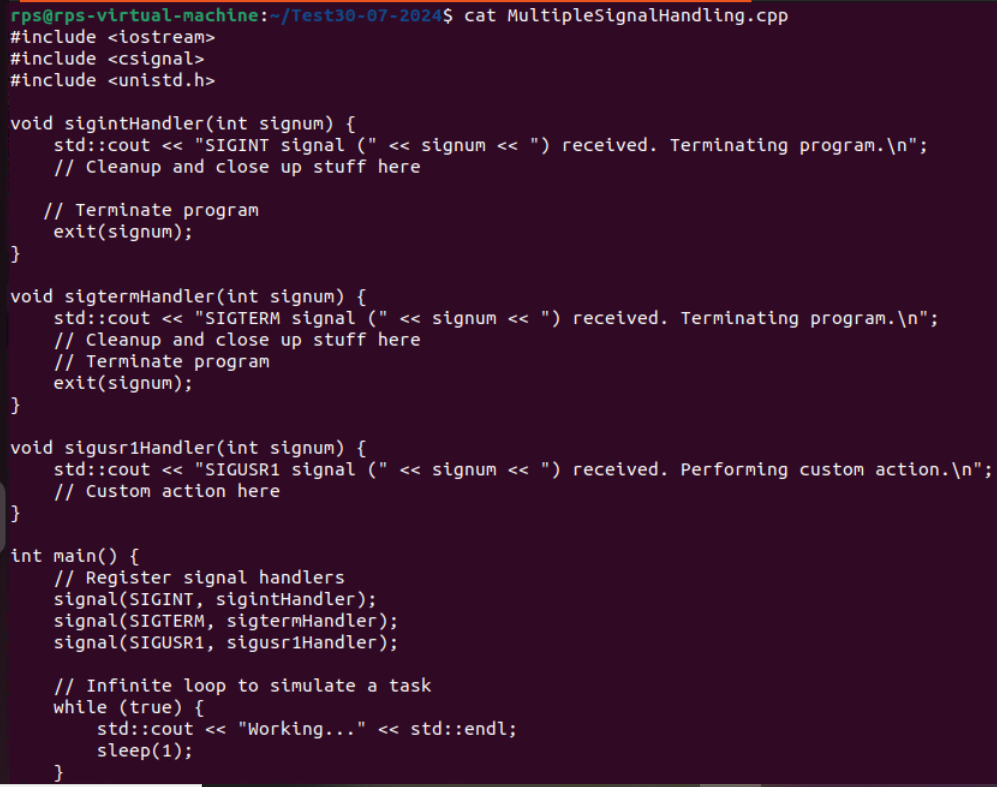 rps@rps-virtual-machine:~/Test30-07-2024$ cat MultipleSignalHandling.cpp
#include <iostream>
#include <csignal>
#include <unistd.h>

void sigintHandler(int signum) {
    std::cout << "SIGINT signal (" << signum << ") received. Terminating program.\n";
    // Cleanup and close up stuff here

   // Terminate program
    exit(signum);
}

void sigtermHandler(int signum) {
    std::cout << "SIGTERM signal (" << signum << ") received. Terminating program.\n";
    // Cleanup and close up stuff here
    // Terminate program
    exit(signum);
}

void sigusr1Handler(int signum) {
    std::cout << "SIGUSR1 signal (" << signum << ") received. Performing custom action.\n";
    // Custom action here
}

int main() {
    // Register signal handlers
    signal(SIGINT, sigintHandler);
    signal(SIGTERM, sigtermHandler);
    signal(SIGUSR1, sigusr1Handler);

    // Infinite loop to simulate a task
    while (true) {
        std::cout << "Working..." << std::endl;
        sleep(1);
    }